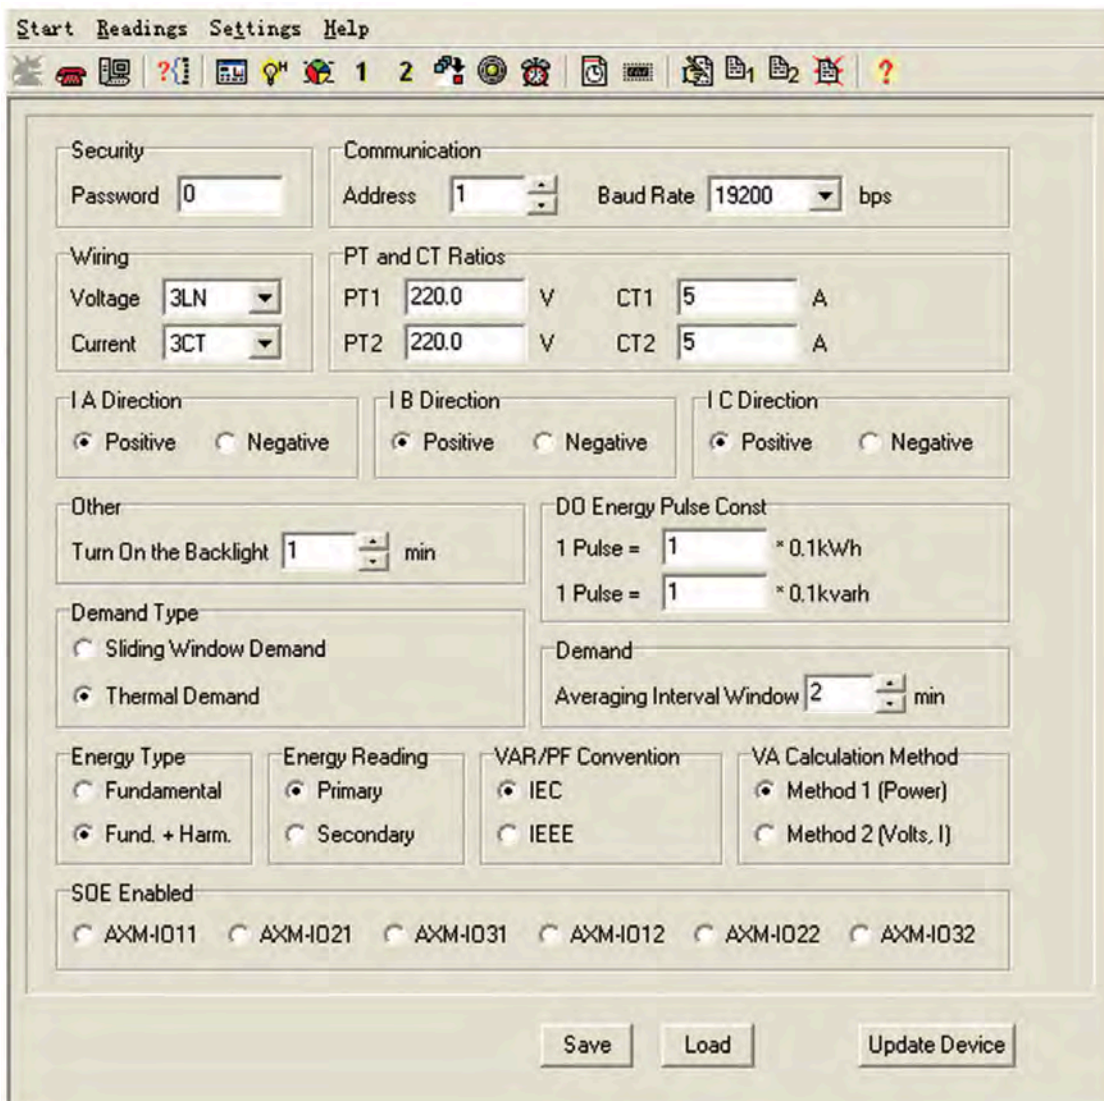 Start Readings Settings Help
?{} H 1 2 1 2 ?
Security Communication
Password 0 Address 1 Baud Rate 19200 bps
Wiring PT and CT Ratios
Voltage 3LN PT1 220.0 V CT1 5 A
Current 3CT PT2 220.0 V CT2 5 A
I A Direction I B Direction I C Direction
Positive Negative Positive Negative Positive Negative
Other DO Energy Pulse Const
Turn On the Backlight 1 min 1 Pulse = 1 * 0.1kWh
1 Pulse = 1 * 0.1kvarh
Demand Type
Sliding Window Demand Demand
Thermal Demand Averaging Interval Window 2 min
Energy Type Energy Reading VAR/PF Convention VA Calculation Method
Fundamental Primary IEC Method 1 (Power)
Fund. + Harm. Secondary IEEE Method 2 (Volts, I)
SOE Enabled
AXM-IO11 AXM-IO21 AXM-IO31 AXM-IO12 AXM-IO22 AXM-IO32
Save Load Update Device